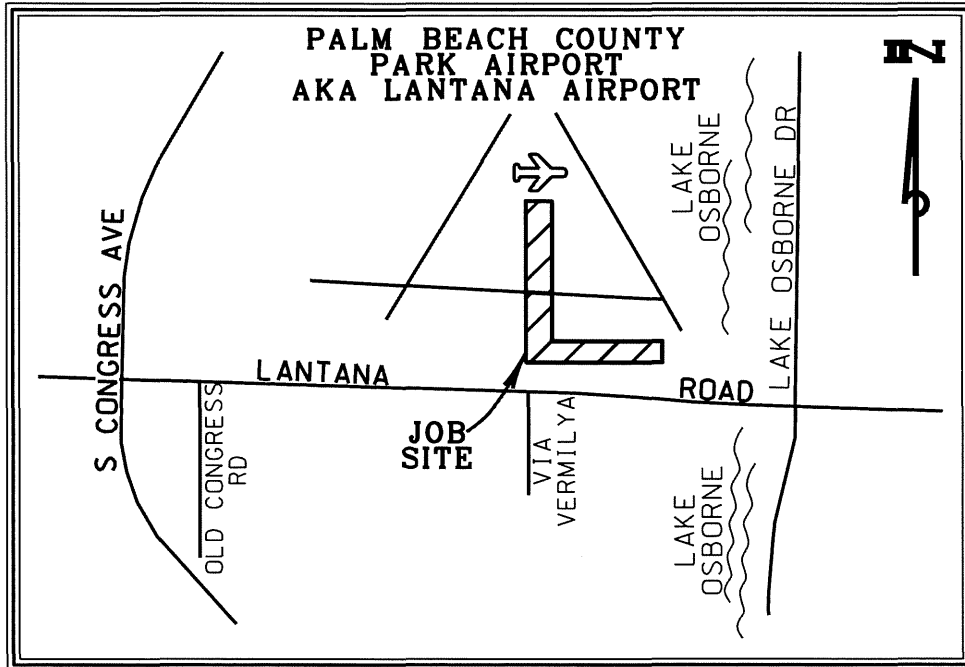 PALM BEACH COUNTY
PARK AIRPORT
AKA LANTANA AIRPORT
N
LAKE
OSBORNE
LAKE OSBORNE DR
S CONGRESS AVE
LANTANA
ROAD
JOB
SITE
OLD CONGRESS
RD
VIA
VERMILYA
LAKE
OSBORNE